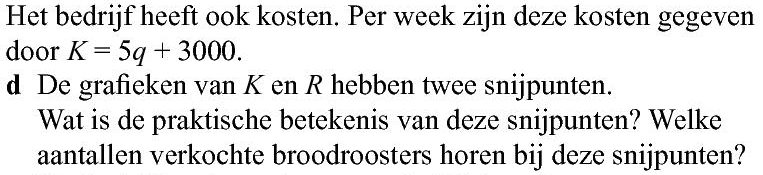 Het bedrijf heeft ook kosten. Per week zijn deze kosten gegeven
door K = 5q + 3000.
d De grafieken van K en R hebben twee snijpunten.
Wat is de praktische betekenis van deze snijpunten? Welke
aantallen verkochte broodroosters horen bij deze snijpunten?